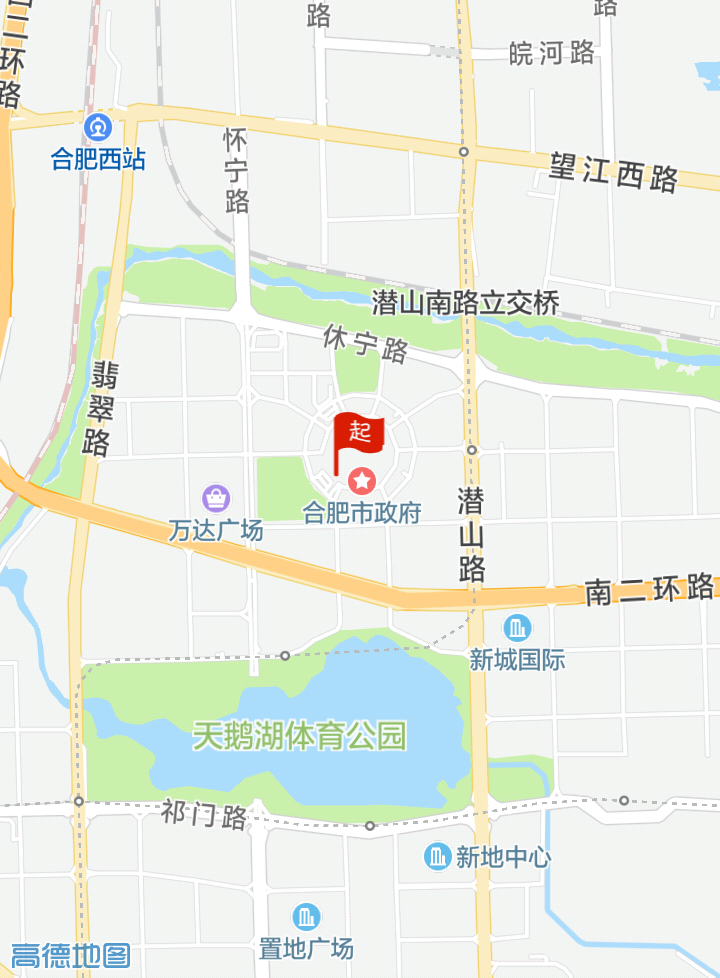 路
路
二环路
皖河路
合肥西站
怀宁路
望江西路
潜山南路立交桥
休宁路
翡翠路
起
合肥市政府
万达广场
潜山路
南二环路
新城国际
天鹅湖体育公园
祁门路
新地中心
置地广场
高德地图